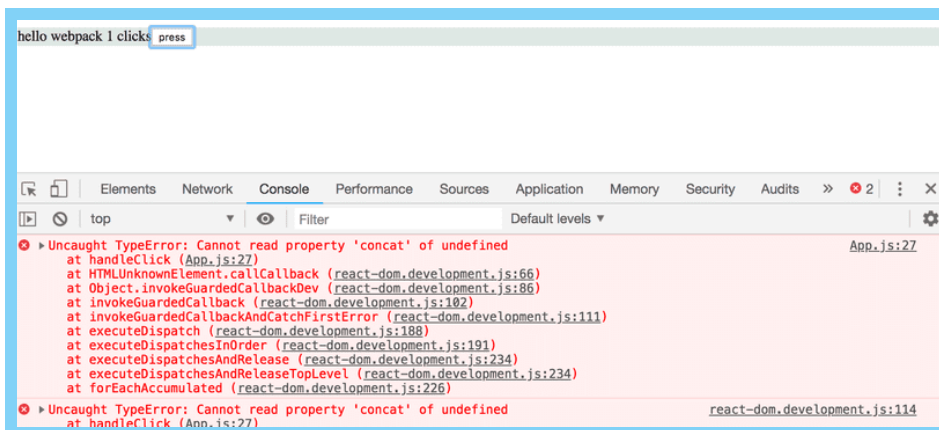 hello webpack 1 clicks press
Elements Network Console Performance Sources Application Memory Security Audits » 2
top Filter Default levels ▼
Uncaught TypeError: Cannot read property 'concat' of undefined App.js:27
at handleClick (App.js:27)
at HTMLUnknownElement.callCallback (react-dom.development.js:66)
at Object.invokeGuardedCallbackDev (react-dom.development.js:86)
at invokeGuardedCallback (react-dom.development.js:102)
at invokeGuardedCallbackAndCatchFirstError (react-dom.development.js:111)
at executeDispatch (react-dom.development.js:188)
at executeDispatchesInOrder (react-dom.development.js:191)
at executeDispatchesAndRelease (react-dom.development.js:234)
at executeDispatchesAndReleaseTopLevel (react-dom.development.js:234)
at forEachAccumulated (react-dom.development.js:226)
Uncaught TypeError: Cannot read property 'concat' of undefined react-dom.development.js:114
at handleClick (App.js:27)